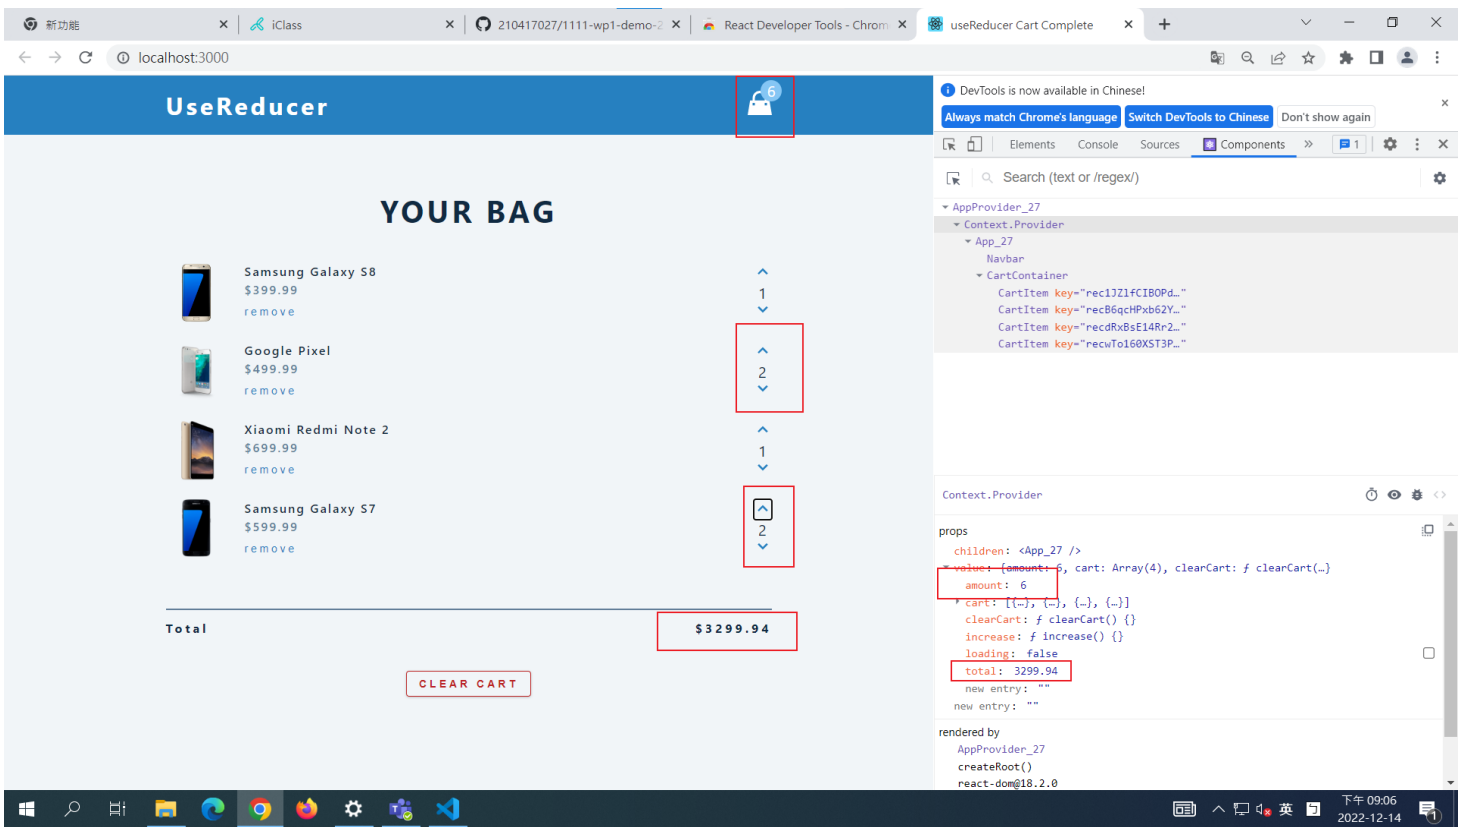 新功能
iClass
210417027/1111-wp1-demo-2
React Developer Tools - Chrom
useReducer Cart Complete
localhost:3000
UseReducer
6
YOUR BAG
Samsung Galaxy S8
$399.99
remove
1
Google Pixel
$499.99
remove
2
Xiaomi Redmi Note 2
$699.99
remove
1
Samsung Galaxy S7
$599.99
remove
2
Total $3299.94
CLEAR CART
DevTools is now available in Chinese!
Always match Chrome's language Switch DevTools to Chinese Don't show again
Elements Console Sources Components 1
Search (text or /regex/)
AppProvider_27
Context.Provider
App_27
Navbar
CartContainer
CartItem key="rec1JZlfCIBOPd…"
CartItem key="recB6qcHPxb62Y…"
CartItem key="recdRxBsE14Rr2…"
CartItem key="recwTo160XST3P…"
Context.Provider
props
children: <App_27 />
value: {amount: 6, cart: Array(4), clearCart: ƒ clearCart(…}
amount: 6
cart: [{…}, {…}, {…}, {…}]
clearCart: ƒ clearCart() {}
increase: ƒ increase() {}
loading: false
total: 3299.94
new entry: ""
new entry: ""
rendered by
AppProvider_27
createRoot()
react-dom@18.2.0
英
下午 09:06
2022-12-14
1